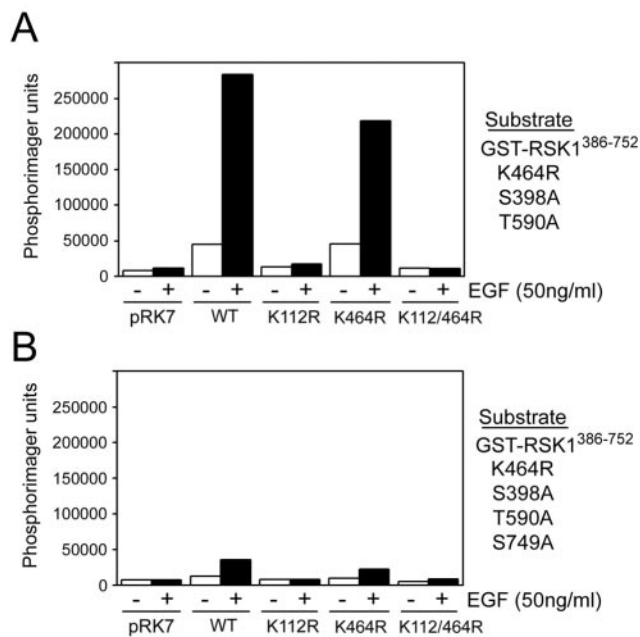 A
Phosphorimager units
250000
200000
150000
100000
50000
0
- + - + - + - + - + EGF (50ng/ml)
pRK7 WT K112R K464R K112/464R
Substrate
GST-RSK1386-752
K464R
S398A
T590A
B
Phosphorimager units
250000
200000
150000
100000
50000
0
- + - + - + - + - + EGF (50ng/ml)
pRK7 WT K112R K464R K112/464R
Substrate
GST-RSK1386-752
K464R
S398A
T590A
S749A